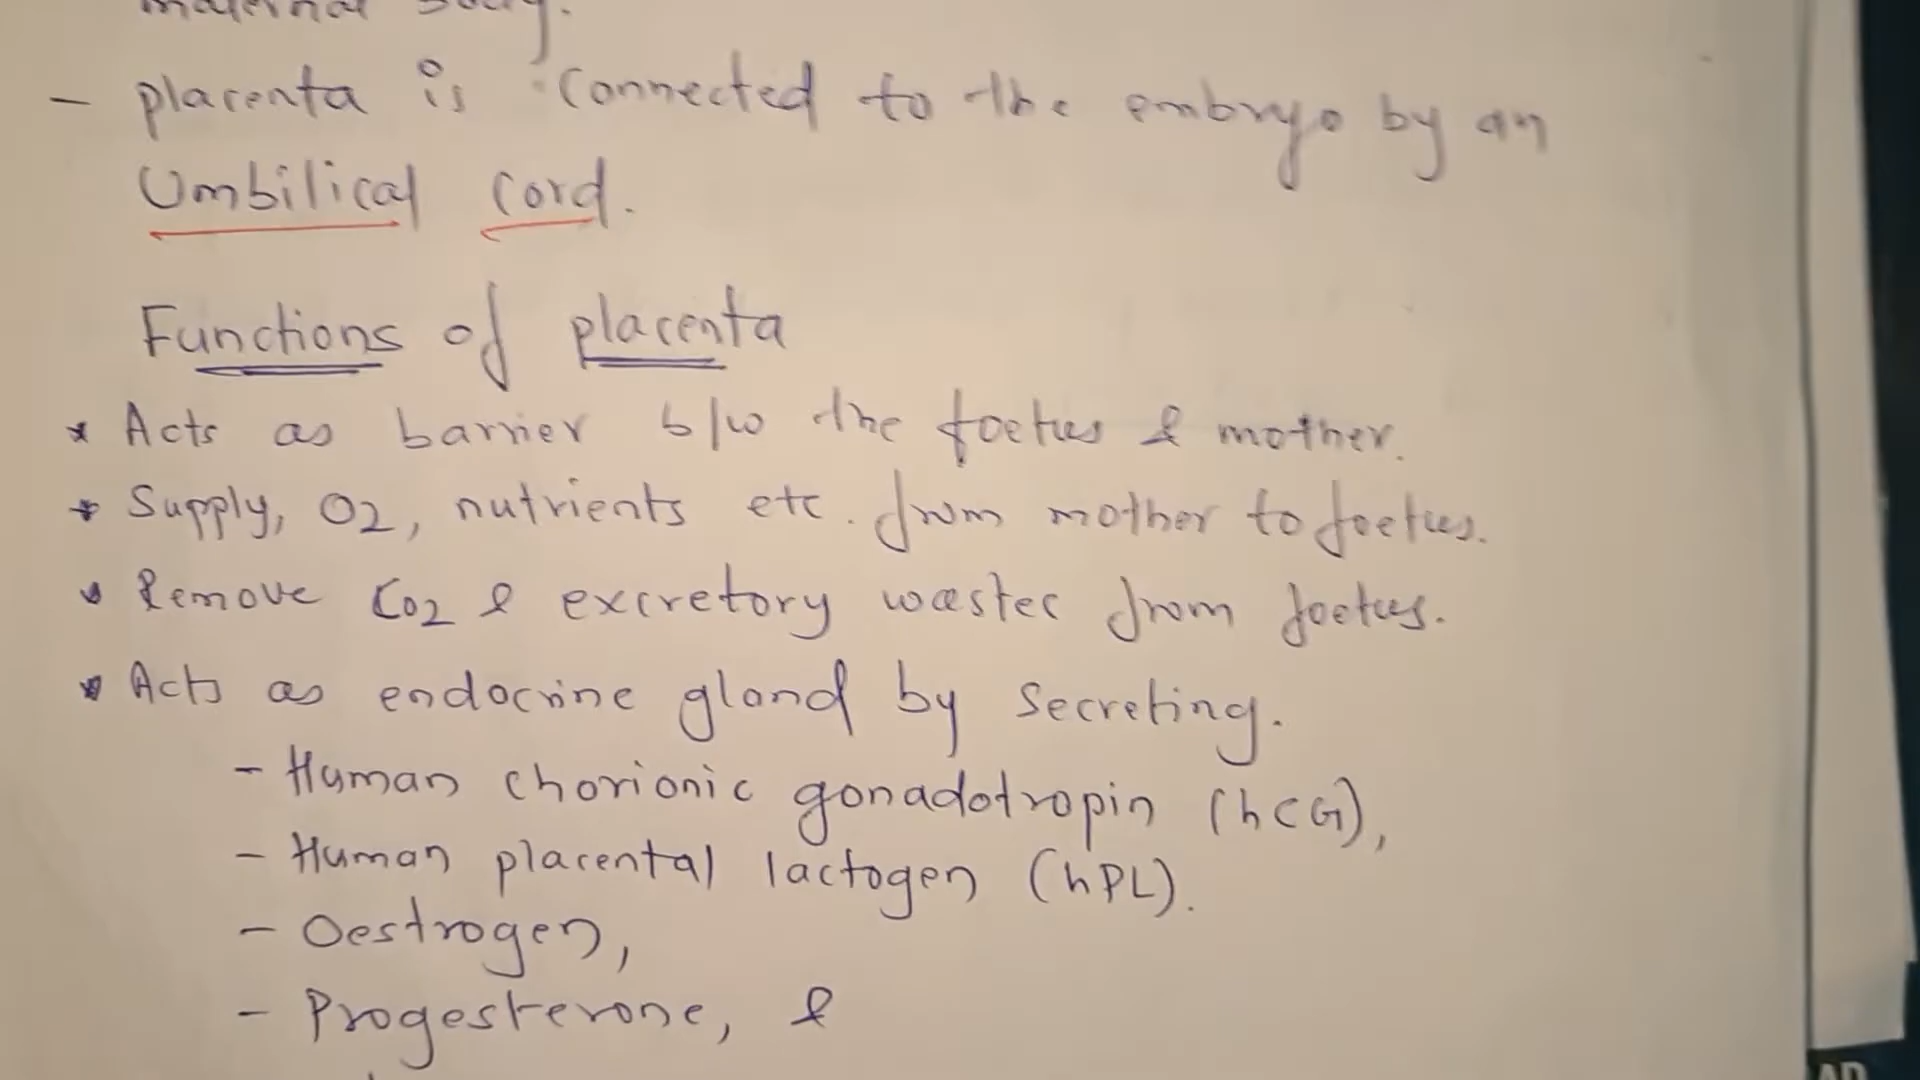 maternal body.
- placenta is connected to the embryo by an
Umbilical cord.
Functions of placenta
* Acts as barrier b/w the foetus & mother.
* Supply, O2, nutrients etc. from mother to foetus.
* Remove CO2 & excretory wastes from foetus.
* Acts as endocrine gland by secreting.
- Human chorionic gonadotropin (hCG),
- Human placental lactogen (hPL).
- Oestrogen,
- Progesterone, &